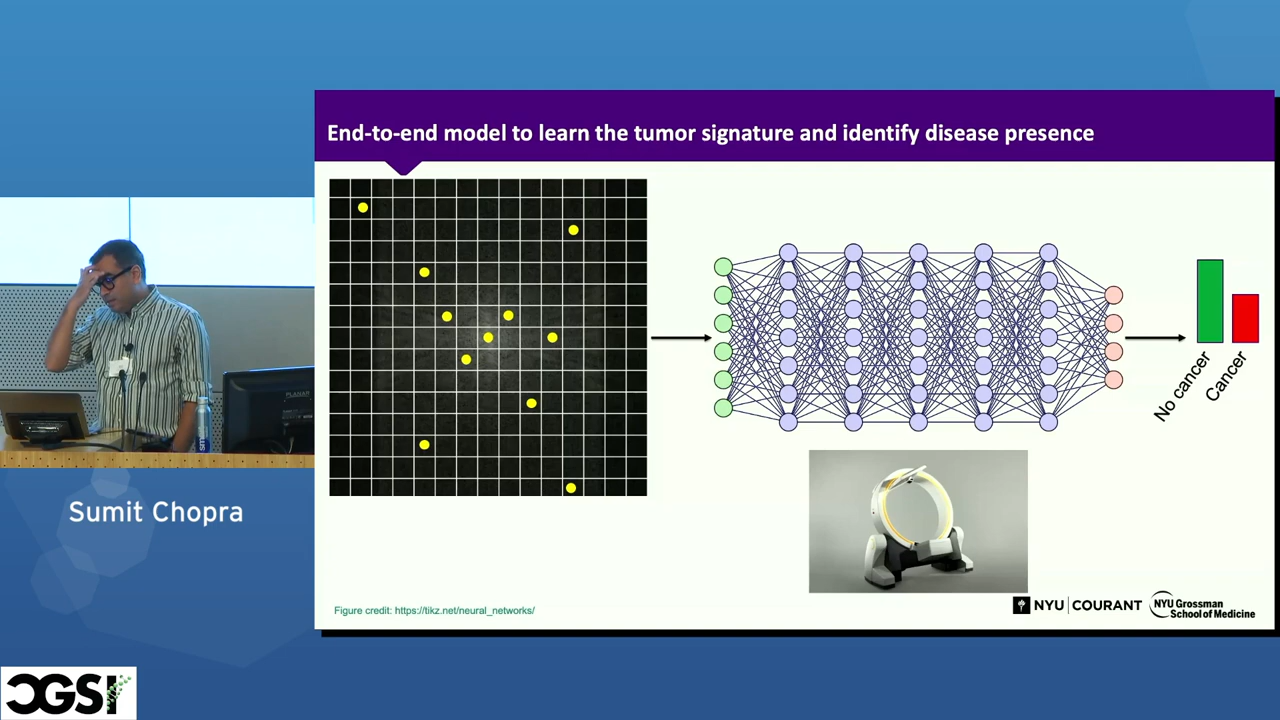 End-to-end model to learn the tumor signature and identify disease presence
No cancer
Cancer
Sumit Chopra
Figure credit: https://tikz.net/neural_networks/
NYU | COURANT
NYU Grossman
School of Medicine
CGSI